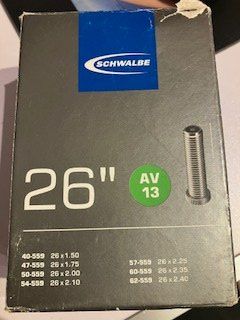 SCHWALBE
26"
AV
13
40-559 26 x 1.50
47-559 26 x 1.75
50-559 26 x 2.00
54-559 26 x 2.10
57-559 26 x 2.25
60-559 26 x 2.35
62-559 26 x 2.40